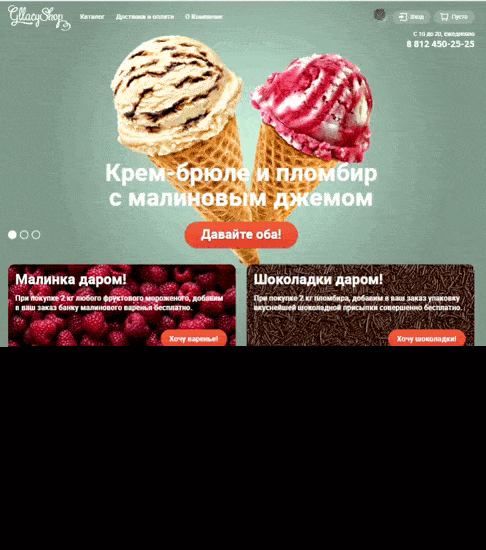 GllacyShop
Каталог
Доставка и оплата
О Компании
Вход
Пусто
С 10 до 20, ежедневно
8 812 450-25-25
Крем-брюле и пломбир
с малиновым джемом
Давайте оба!
Малинка даром!
При покупке 2 кг любого фруктового мороженого, добавим
в ваш заказ банку малинового варенья бесплатно.
Хочу варенье!
Шоколадки даром!
При покупке 2 кг пломбира, добавим в ваш заказ упаковку
вкуснейшей шоколадной присыпки совершенно бесплатно.
Хочу шоколадки!